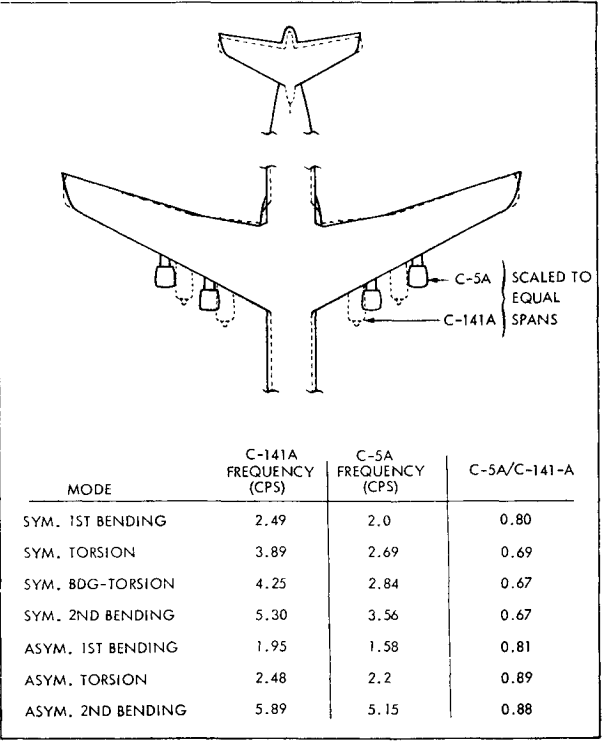 C-5A
SCALED TO
EQUAL
SPANS
C-141A
MODE
C-141A
FREQUENCY
(CPS)
C-5A
FREQUENCY
(CPS)
C-5A/C-141-A
SYM. 1ST BENDING 2.49 2.0 0.80
SYM. TORSION 3.89 2.69 0.69
SYM. BDG-TORSION 4.25 2.84 0.67
SYM. 2ND BENDING 5.30 3.56 0.67
ASYM. 1ST BENDING 1.95 1.58 0.81
ASYM. TORSION 2.48 2.2 0.89
ASYM. 2ND BENDING 5.89 5.15 0.88